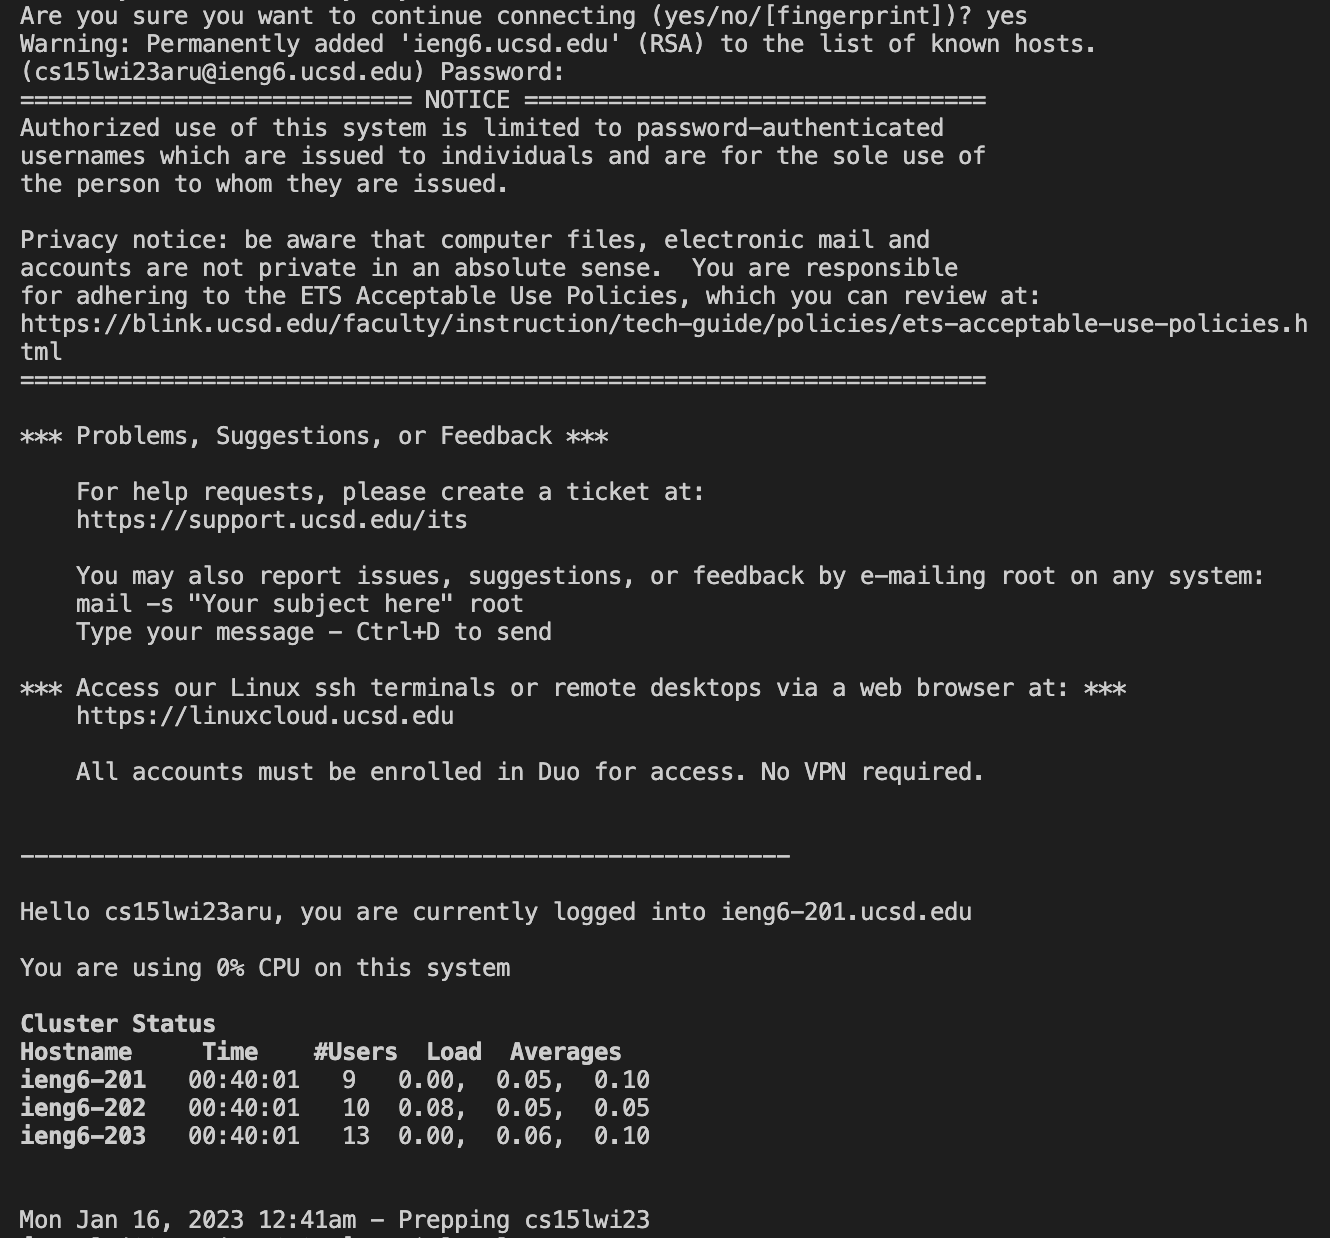 Are you sure you want to continue connecting (yes/no/[fingerprint])? yes
Warning: Permanently added 'ieng6.ucsd.edu' (RSA) to the list of known hosts.
(cs15lwi23aru@ieng6.ucsd.edu) Password:
============================ NOTICE =================================
Authorized use of this system is limited to password-authenticated
usernames which are issued to individuals and are for the sole use of
the person to whom they are issued.

Privacy notice: be aware that computer files, electronic mail and
accounts are not private in an absolute sense.  You are responsible
for adhering to the ETS Acceptable Use Policies, which you can review at:
https://blink.ucsd.edu/faculty/instruction/tech-guide/policies/ets-acceptable-use-policies.h
tml
=====================================================================

*** Problems, Suggestions, or Feedback ***

    For help requests, please create a ticket at:
    https://support.ucsd.edu/its

    You may also report issues, suggestions, or feedback by e-mailing root on any system:
    mail -s "Your subject here" root
    Type your message - Ctrl+D to send

*** Access our Linux ssh terminals or remote desktops via a web browser at: ***
    https://linuxcloud.ucsd.edu

    All accounts must be enrolled in Duo for access. No VPN required.


-------------------------------------------------------

Hello cs15lwi23aru, you are currently logged into ieng6-201.ucsd.edu

You are using 0% CPU on this system

Cluster Status
Hostname     Time    #Users  Load  Averages
ieng6-201   00:40:01   9   0.00,  0.05,  0.10
ieng6-202   00:40:01   10  0.08,  0.05,  0.05
ieng6-203   00:40:01   13  0.00,  0.06,  0.10


Mon Jan 16, 2023 12:41am - Prepping cs15lwi23